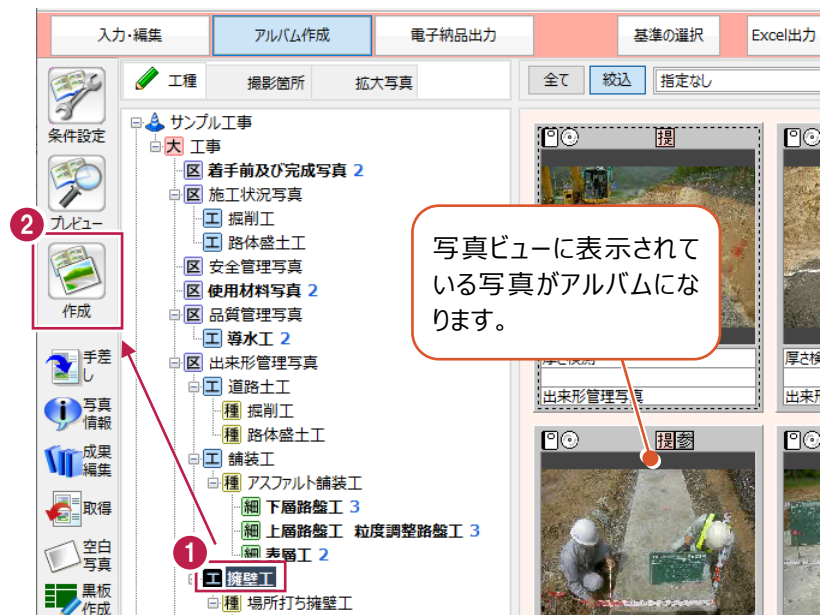 入力・編集
アルバム作成
電子納品出力
基準の選択
Excel出力
工種
撮影箇所
拡大写真
全て
絞込
指定なし
条件設定
プレビュー
2
作成
手差し
写真情報
成果編集
取得
空白写真
黒板作成
サンプル工事
大 工事
区 着手前及び完成写真 2
区 施工状況写真
工 掘削工
工 路体盛土工
区 安全管理写真
区 使用材料写真 2
区 品質管理写真
工 導水工 2
区 出来形管理写真
工 道路土工
種 掘削工
種 路体盛土工
工 舗装工
種 アスファルト舗装工
細 下層路盤工 3
細 上層路盤工 粒度調整路盤工 3
細 表層工 2
1
工 擁壁工
種 場所打ち擁壁工
提
写真ビューに表示されて
いる写真がアルバムにな
ります。
出来形管理写真
提 参